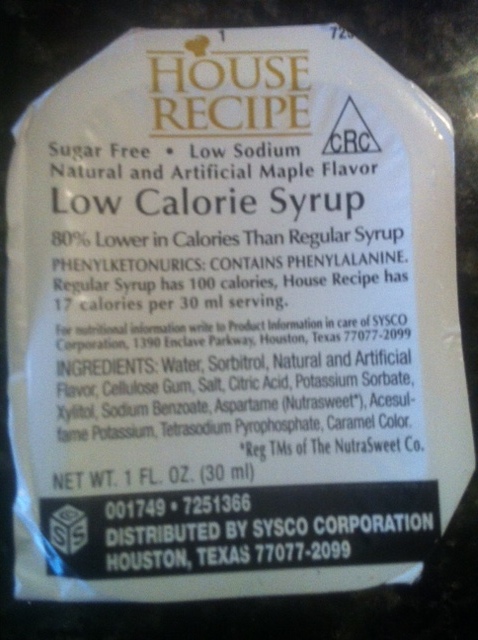 1
HOUSE
RECIPE
CRC
Sugar Free • Low Sodium
Natural and Artificial Maple Flavor
Low Calorie Syrup
80% Lower in Calories Than Regular Syrup
PHENYLKETONURICS: CONTAINS PHENYLALANINE.
Regular Syrup has 100 calories, House Recipe has
17 calories per 30 ml serving.
For nutritional information write to Product Information in care of SYSCO
Corporation, 1390 Enclave Parkway, Houston, Texas 77077-2099
INGREDIENTS: Water, Sorbitrol, Natural and Artificial
Flavor, Cellulose Gum, Salt, Citric Acid, Potassium Sorbate,
Xylitol, Sodium Benzoate, Aspartame (Nutrasweet*), Acesul-
fame Potassium, Tetrasodium Pyrophosphate, Caramel Color.
*Reg TMs of The NutraSweet Co.
NET WT. 1 FL. OZ. (30 ml)
001749 • 7251366
DISTRIBUTED BY SYSCO CORPORATION
HOUSTON, TEXAS 77077-2099